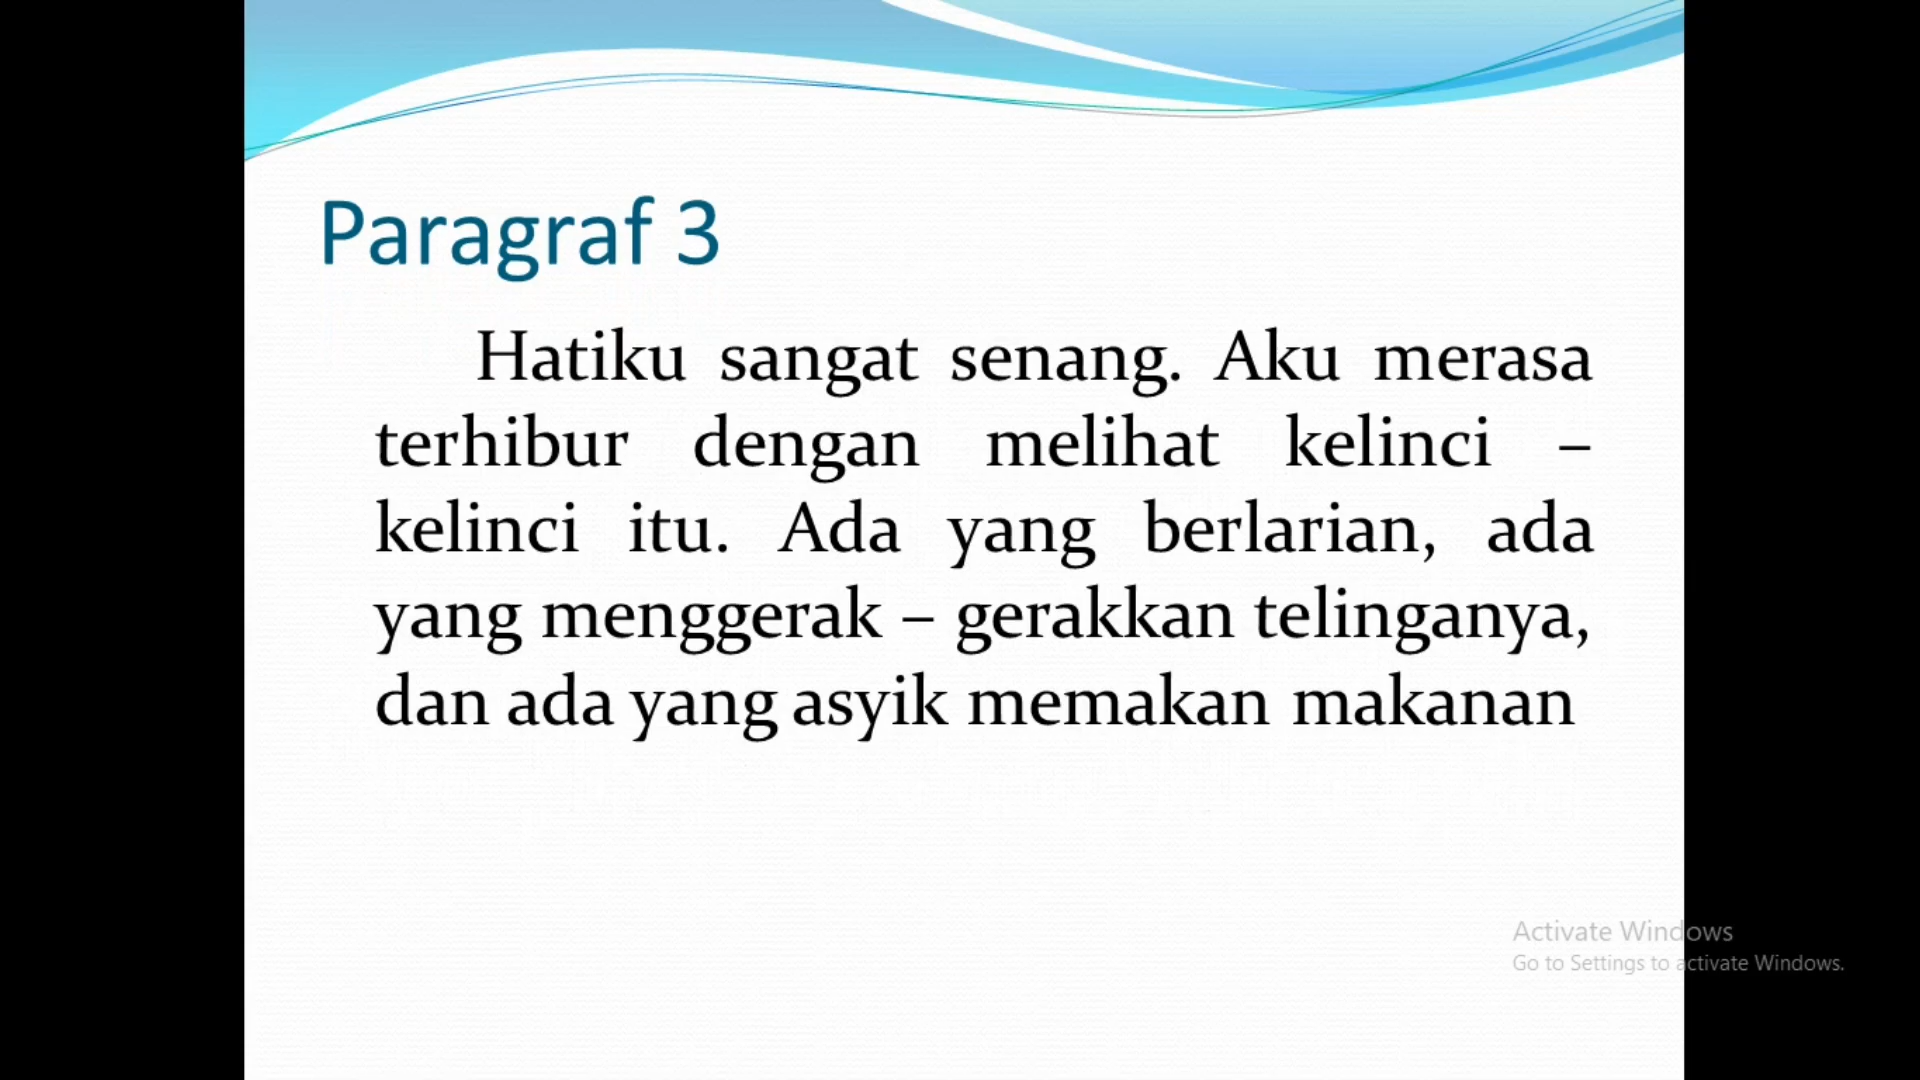 Paragraf 3
Hatiku sangat senang. Aku merasa
terhibur dengan melihat kelinci –
kelinci itu. Ada yang berlarian, ada
yang menggerak – gerakkan telinganya,
dan ada yang asyik memakan makanan
Activate Windows
Go to Settings to activate Windows.